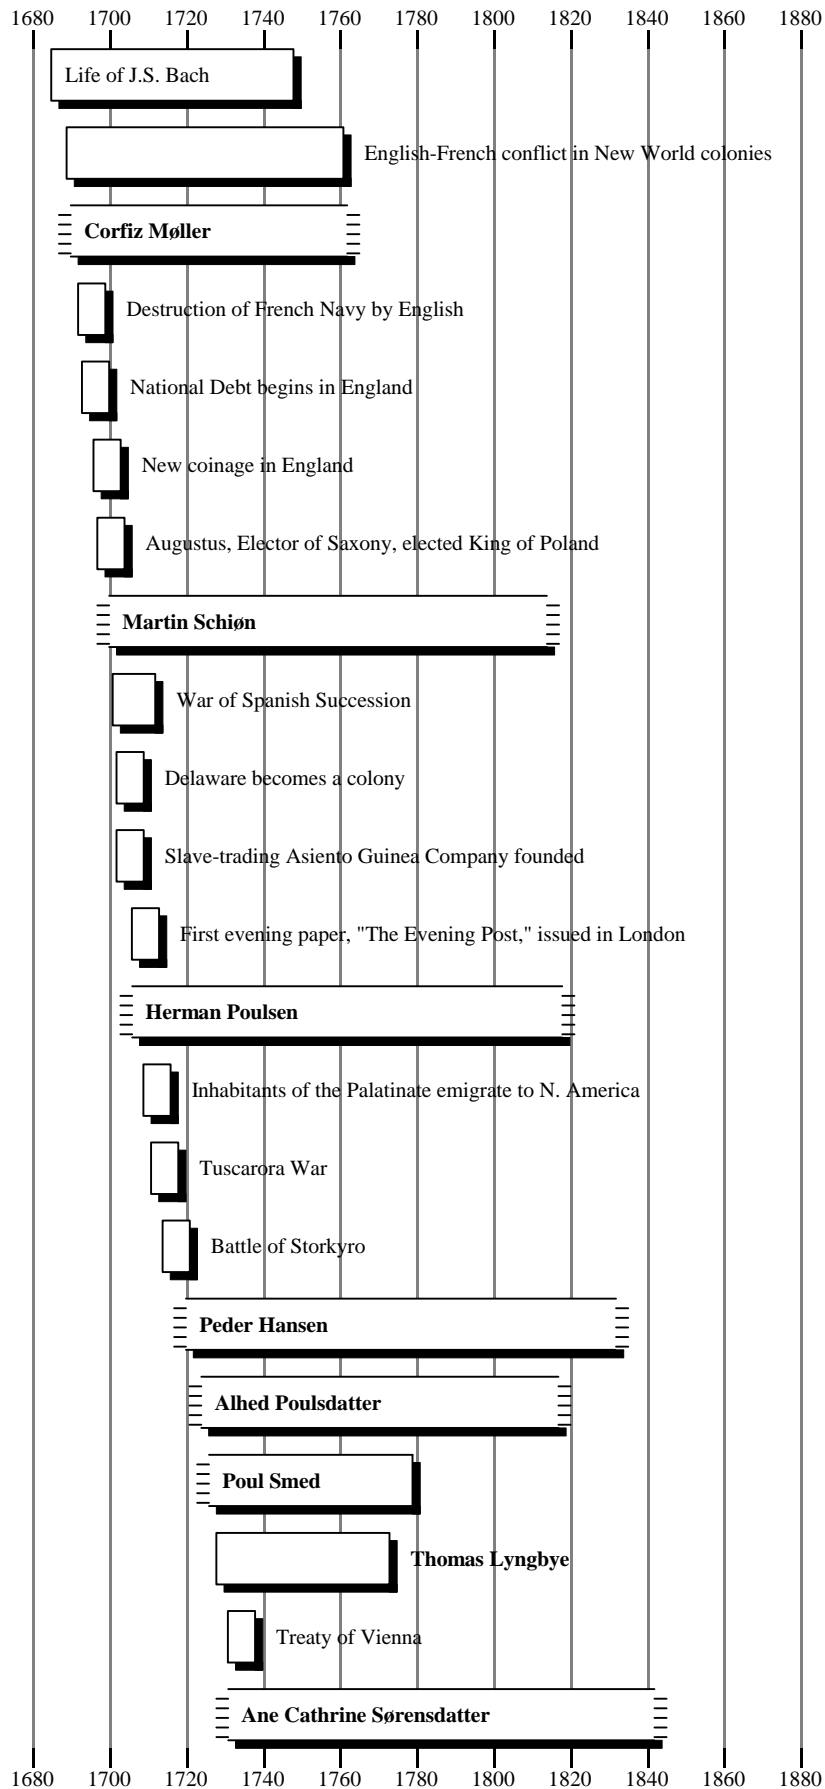 1680 1700 1720 1740 1760 1780 1800 1820 1840 1860 1880
Life of J.S. Bach
English-French conflict in New World colonies
Corfiz Møller
Destruction of French Navy by English
National Debt begins in England
New coinage in England
Augustus, Elector of Saxony, elected King of Poland
Martin Schiøn
War of Spanish Succession
Delaware becomes a colony
Slave-trading Asiento Guinea Company founded
First evening paper, "The Evening Post," issued in London
Herman Poulsen
Inhabitants of the Palatinate emigrate to N. America
Tuscarora War
Battle of Storkyro
Peder Hansen
Alhed Poulsdatter
Poul Smed
Thomas Lyngbye
Treaty of Vienna
Ane Cathrine Sørensdatter
1680 1700 1720 1740 1760 1780 1800 1820 1840 1860 1880